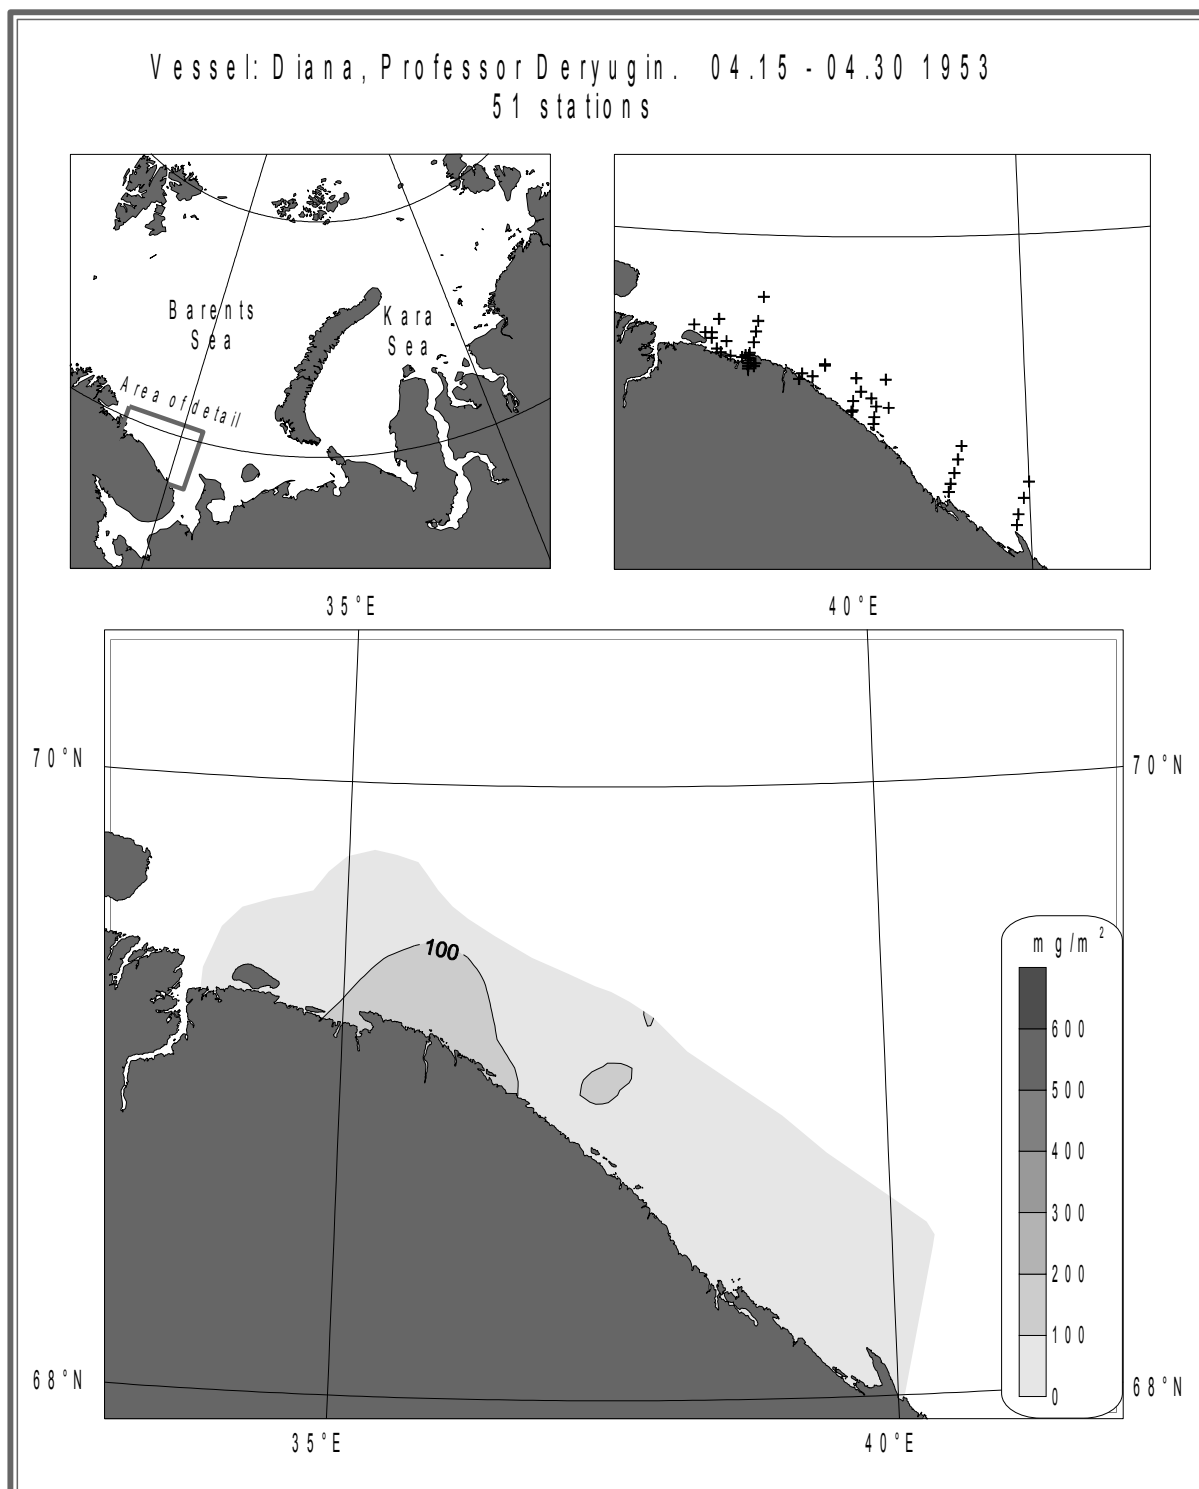 Vessel: Diana, Professor Deryugin. 04.15 - 04.30 1953
51 stations
Barents
Sea
Kara
Sea
Area of detail
35°E
40°E
70°N
70°N
100
mg/m²
600
500
400
300
200
100
0
68°N
68°N
35°E
40°E